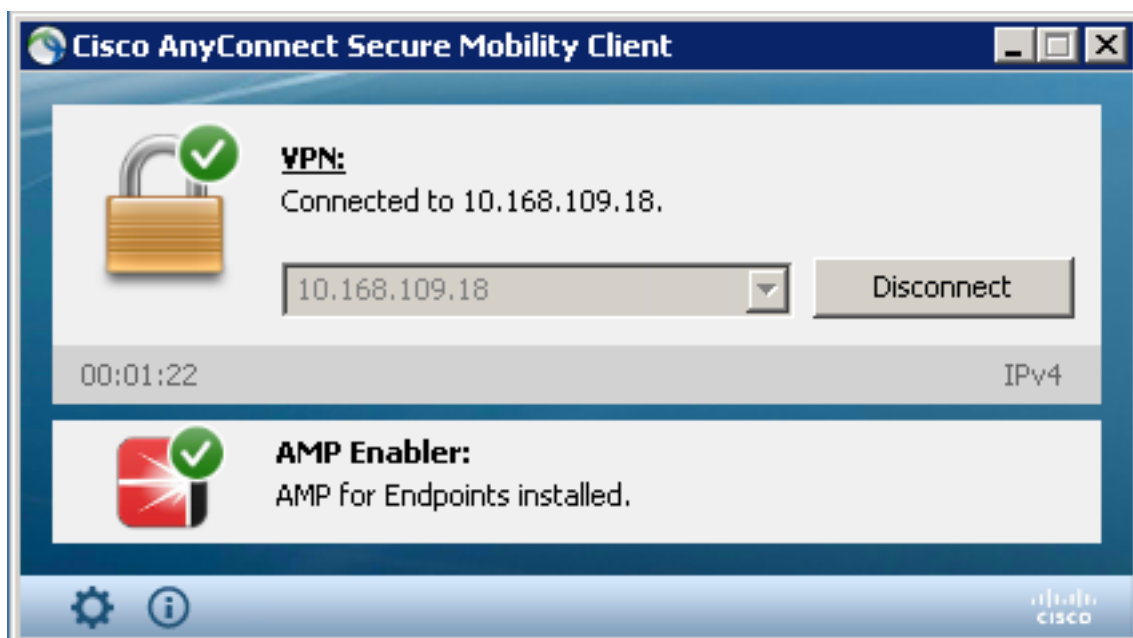 Cisco AnyConnect Secure Mobility Client
VPN:
Connected to 10.168.109.18.
10.168.109.18
Disconnect
00:01:22
IPv4
AMP Enabler:
AMP for Endpoints installed.
CISCO